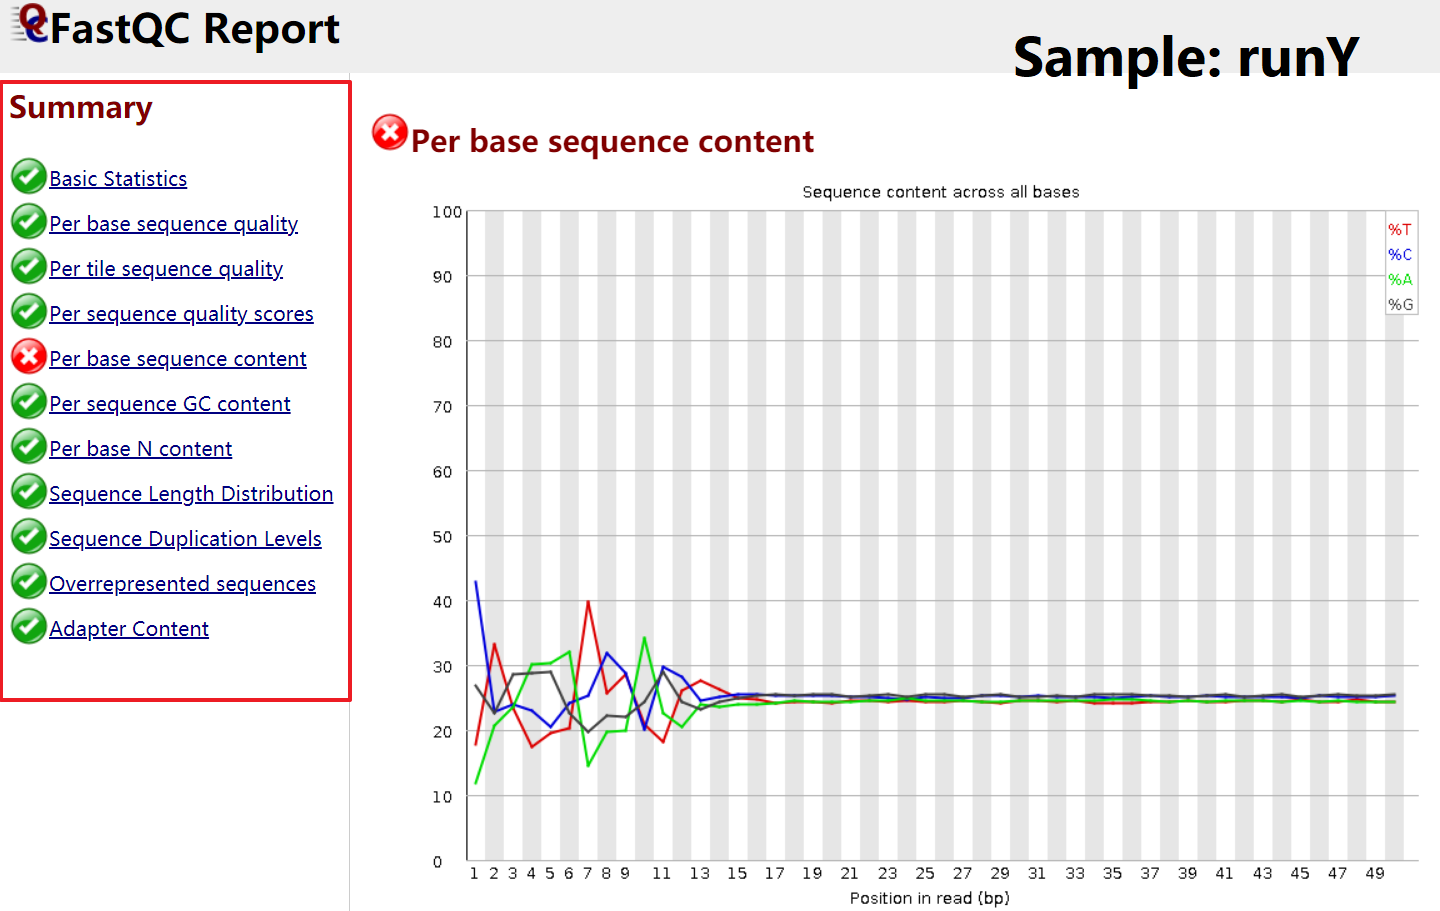 FastQC Report
Sample: runY
Summary
Basic Statistics
Per base sequence quality
Per tile sequence quality
Per sequence quality scores
Per base sequence content
Per sequence GC content
Per base N content
Sequence Length Distribution
Sequence Duplication Levels
Overrepresented sequences
Adapter Content
Per base sequence content
Sequence content across all bases
100
90
80
70
60
50
40
30
20
10
0
%T
%C
%A
%G
1 2 3 4 5 6 7 8 9 11 13 15 17 19 21 23 25 27 29 31 33 35 37 39 41 43 45 47 49
Position in read (bp)